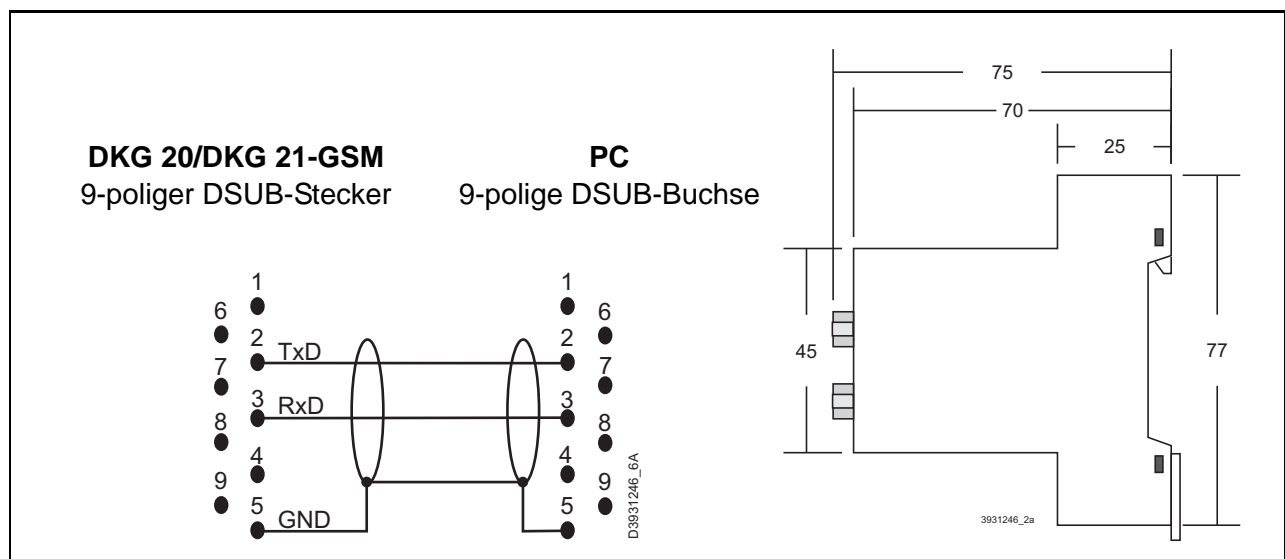 DKG 20/DKG 21-GSM
9-poliger DSUB-Stecker
PC
9-polige DSUB-Buchse
1
6
2
TxD
7
3
RxD
8
4
9
5
GND
1
6
2
7
3
8
4
9
5
D3931246_6A
75
70
25
45
77
3931246_2a